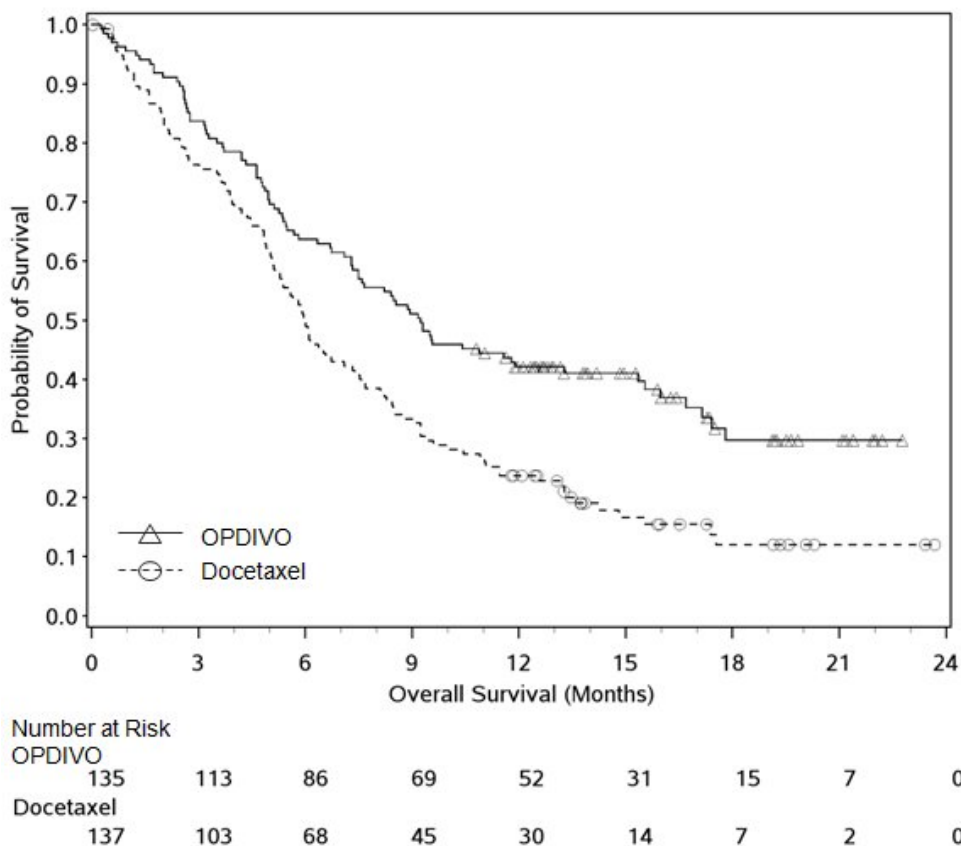 1.0
0.9
0.8
0.7
0.6
0.5
0.4
0.3
0.2
0.1
0.0
Probability of Survival
OPDIVO
Docetaxel
0 3 6 9 12 15 18 21 24
Overall Survival (Months)
Number at Risk
OPDIVO
135 113 86 69 52 31 15 7 0
Docetaxel
137 103 68 45 30 14 7 2 0